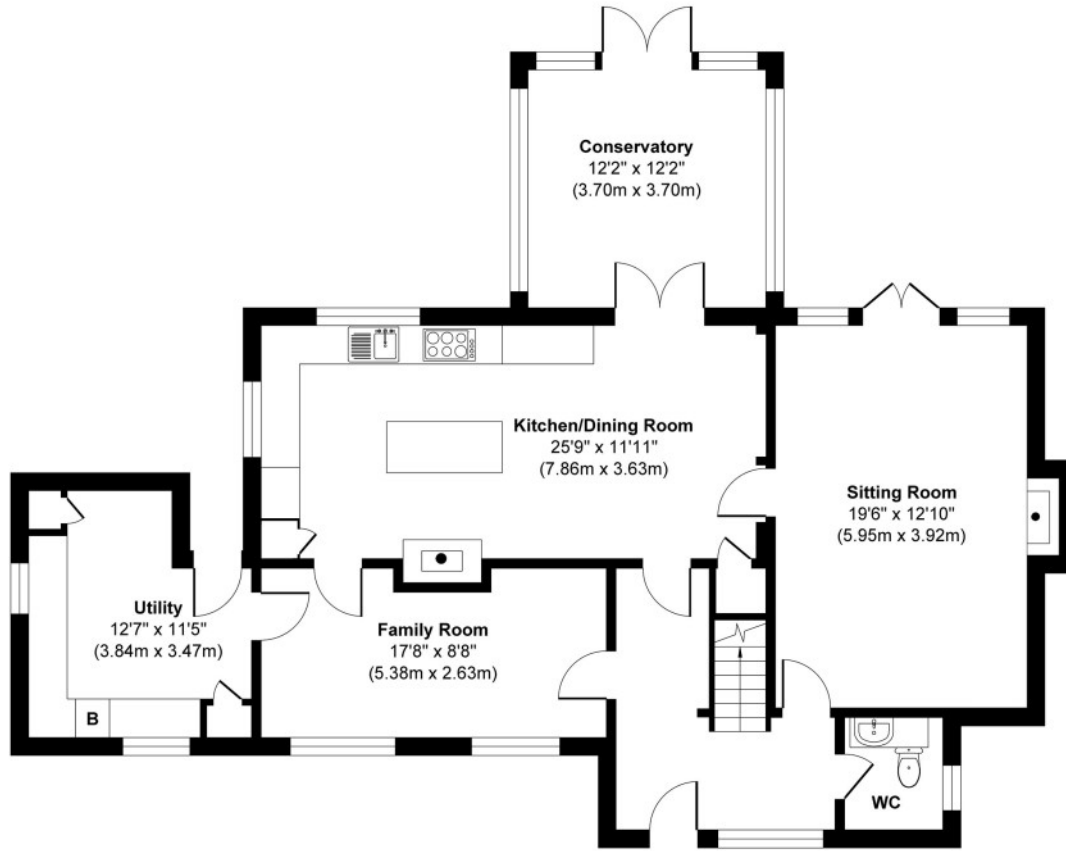 Conservatory
12'2" x 12'2"
(3.70m x 3.70m)
Kitchen/Dining Room
25'9" x 11'11"
(7.86m x 3.63m)
Sitting Room
19'6" x 12'10"
(5.95m x 3.92m)
Utility
12'7" x 11'5"
(3.84m x 3.47m)
Family Room
17'8" x 8'8"
(5.38m x 2.63m)
B
WC